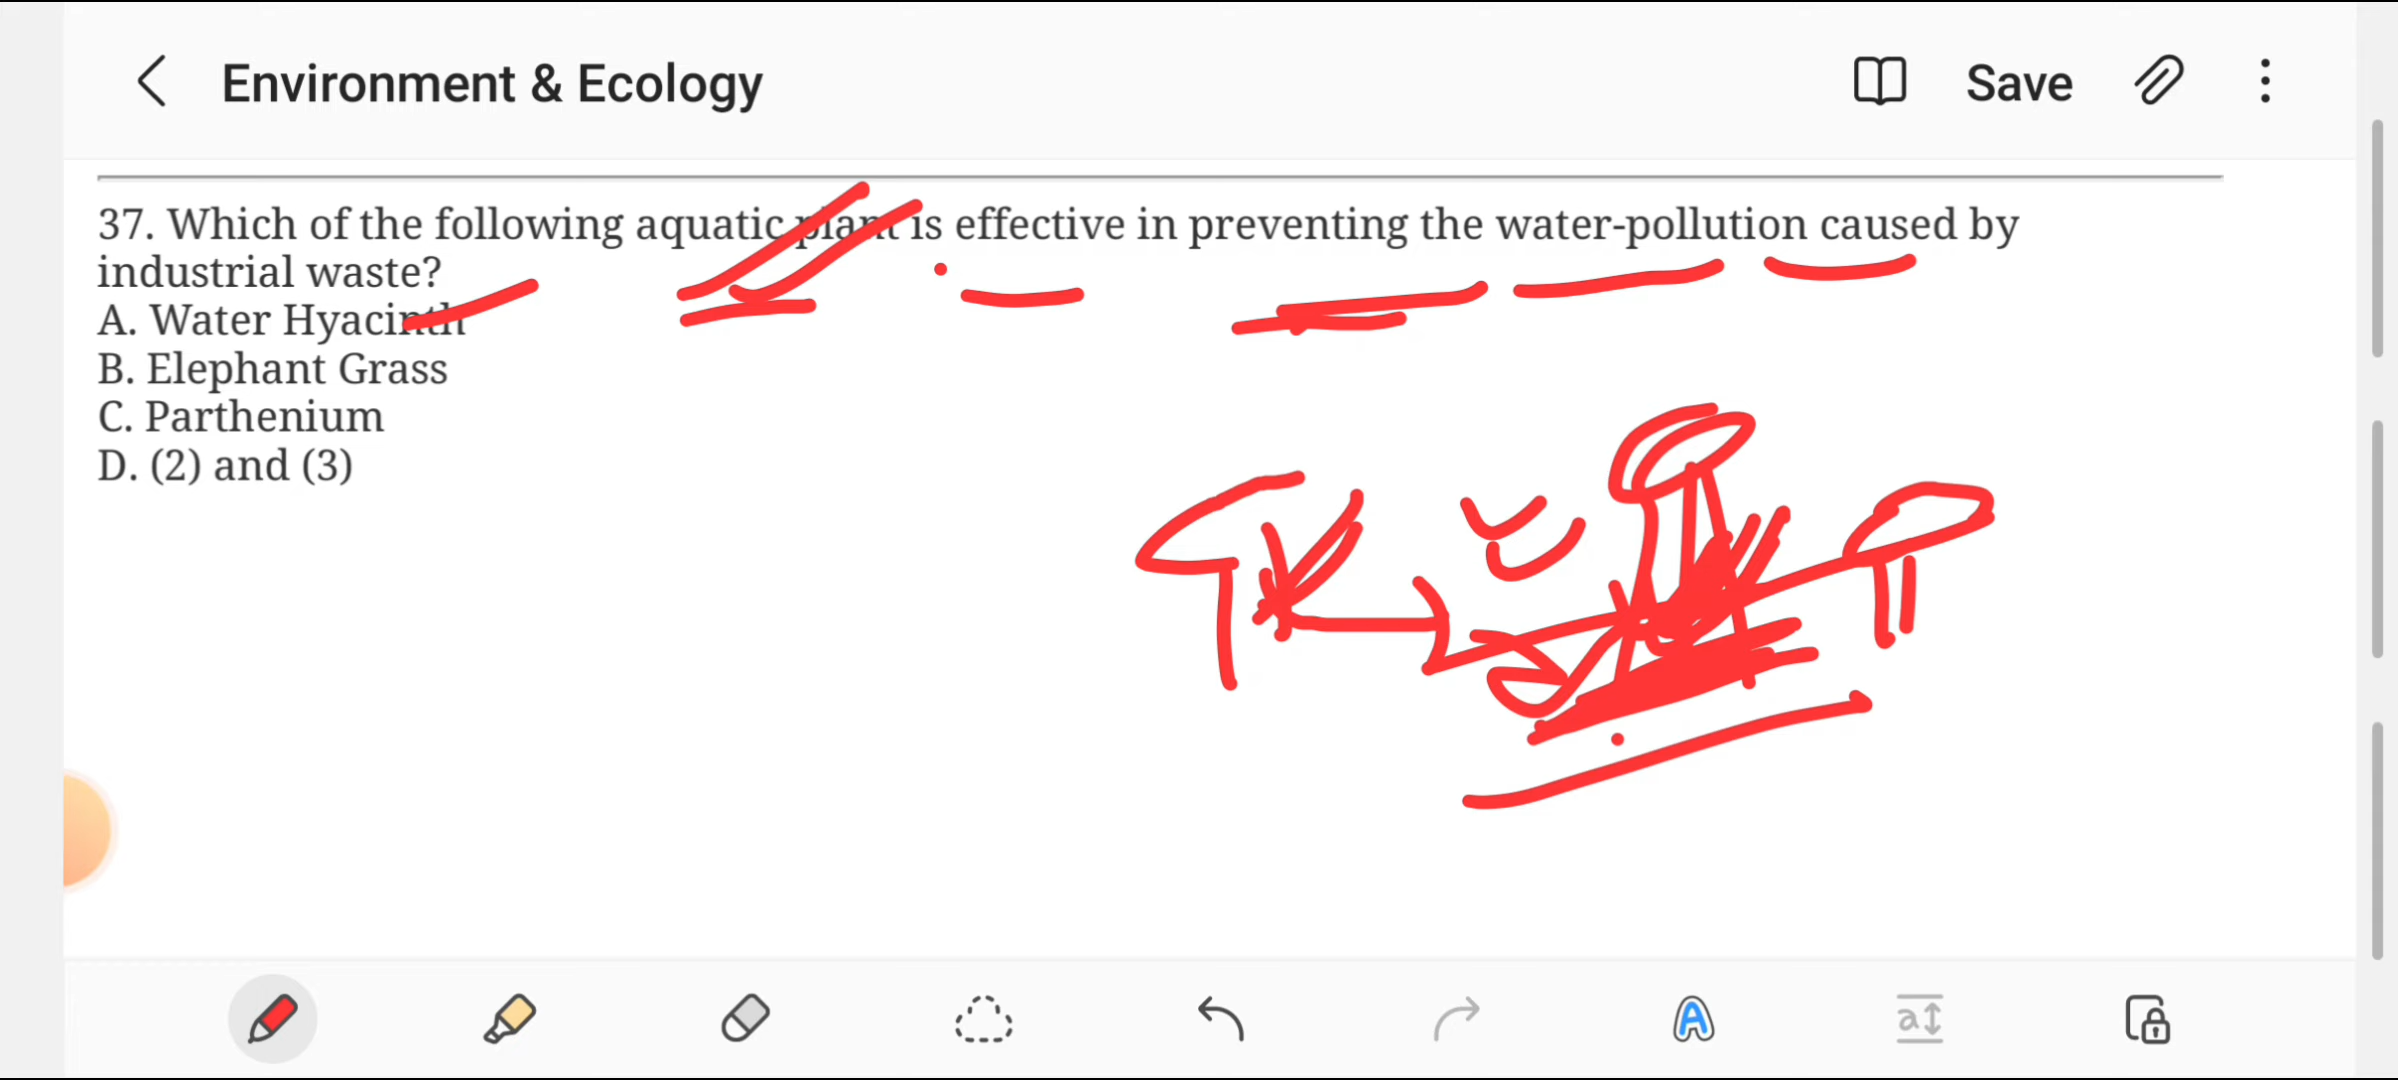 Environment & Ecology
Save
37. Which of the following aquatic plant is effective in preventing the water-pollution caused by
industrial waste?
A. Water Hyacinth
B. Elephant Grass
C. Parthenium
D. (2) and (3)
A
a